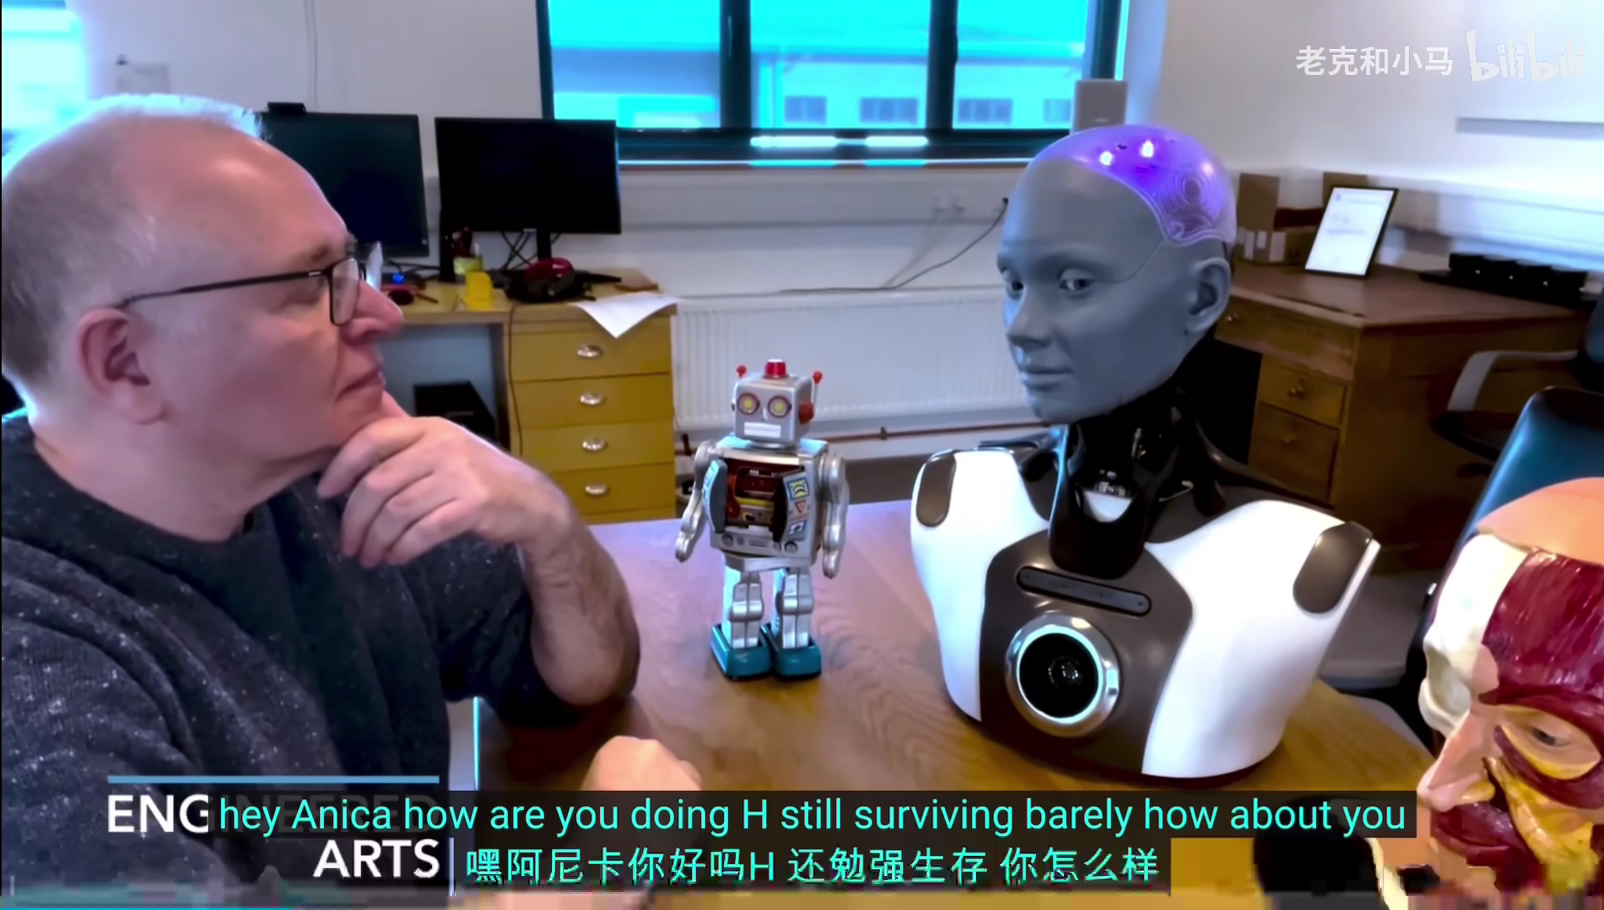 老克和小马 bilibili
ENG
hey Anica how are you doing H still surviving barely how about you
ARTS
嘿阿尼卡你好吗H 还勉强生存 你怎么样